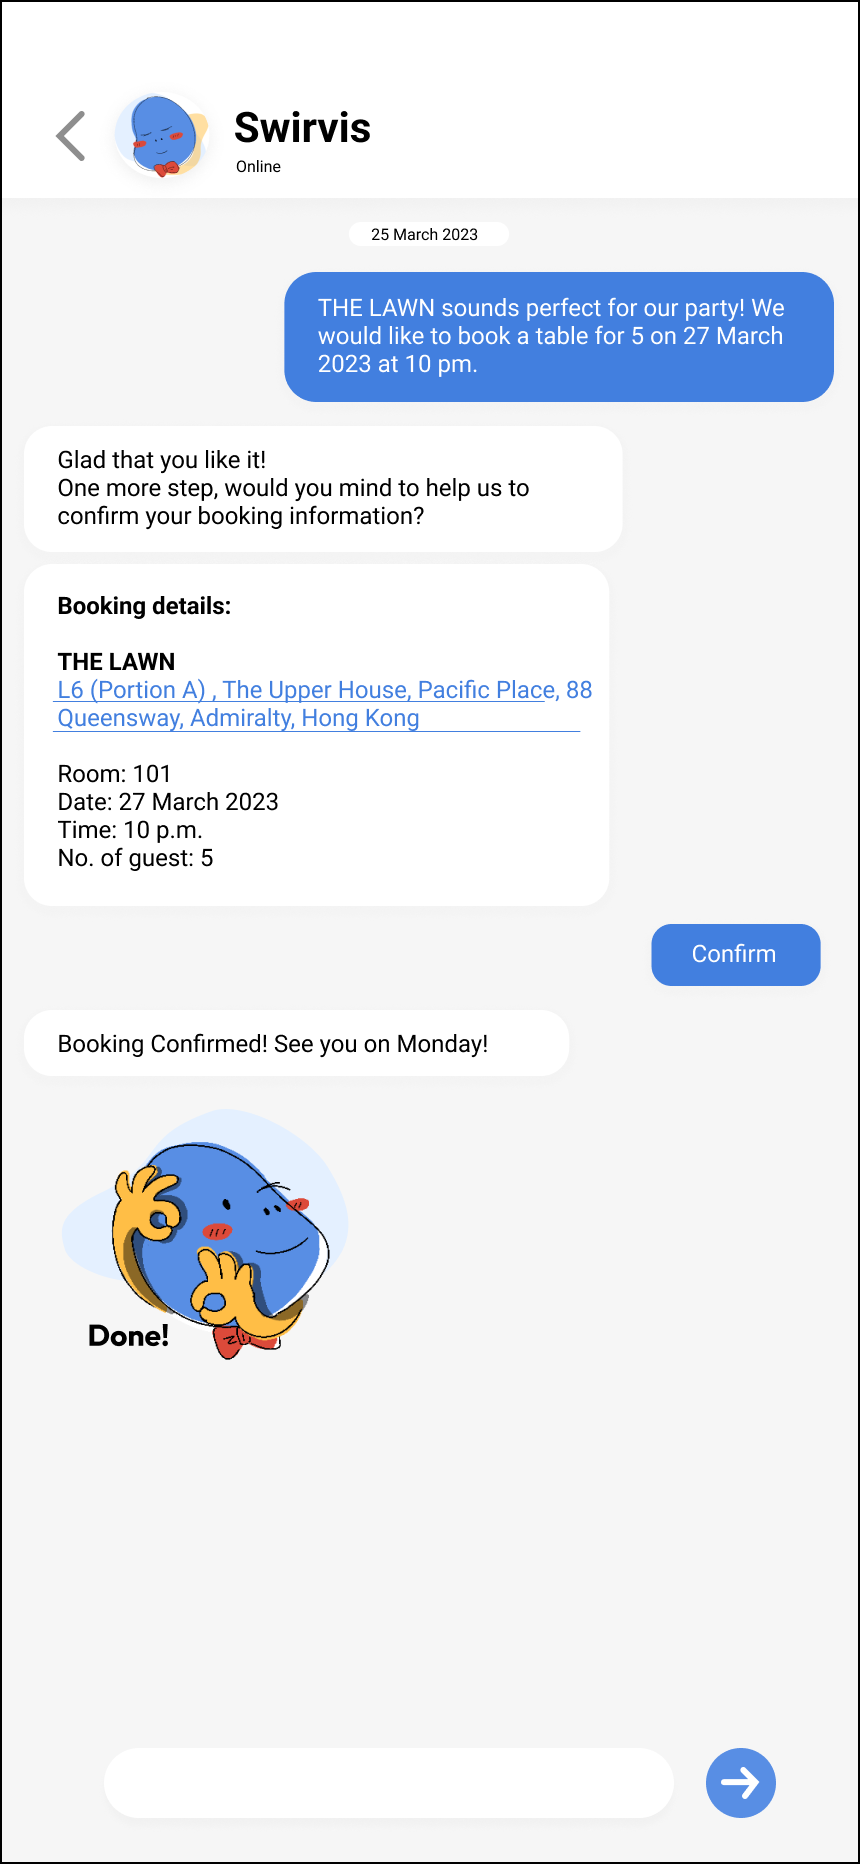 Swirvis
Online
25 March 2023
THE LAWN sounds perfect for our party! We
would like to book a table for 5 on 27 March
2023 at 10 pm.
Glad that you like it!
One more step, would you mind to help us to
confirm your booking information?
Booking details:
THE LAWN
L6 (Portion A) , The Upper House, Pacific Place, 88
Queensway, Admiralty, Hong Kong
Room: 101
Date: 27 March 2023
Time: 10 p.m.
No. of guest: 5
Confirm
Booking Confirmed! See you on Monday!
Done!